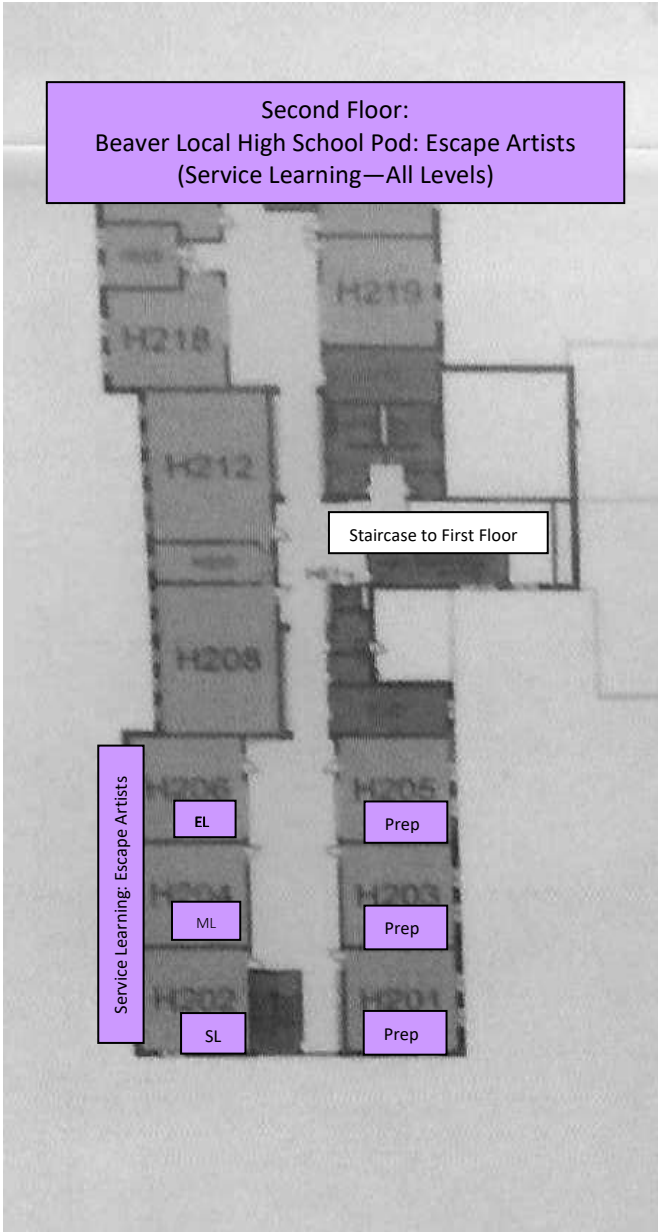 Second Floor:
Beaver Local High School Pod: Escape Artists
(Service Learning—All Levels)
H219
H218
H212
Staircase to First Floor
H208
Service Learning: Escape Artists
H206
EL
H205
Prep
H204
ML
H203
Prep
H202
SL
H201
Prep